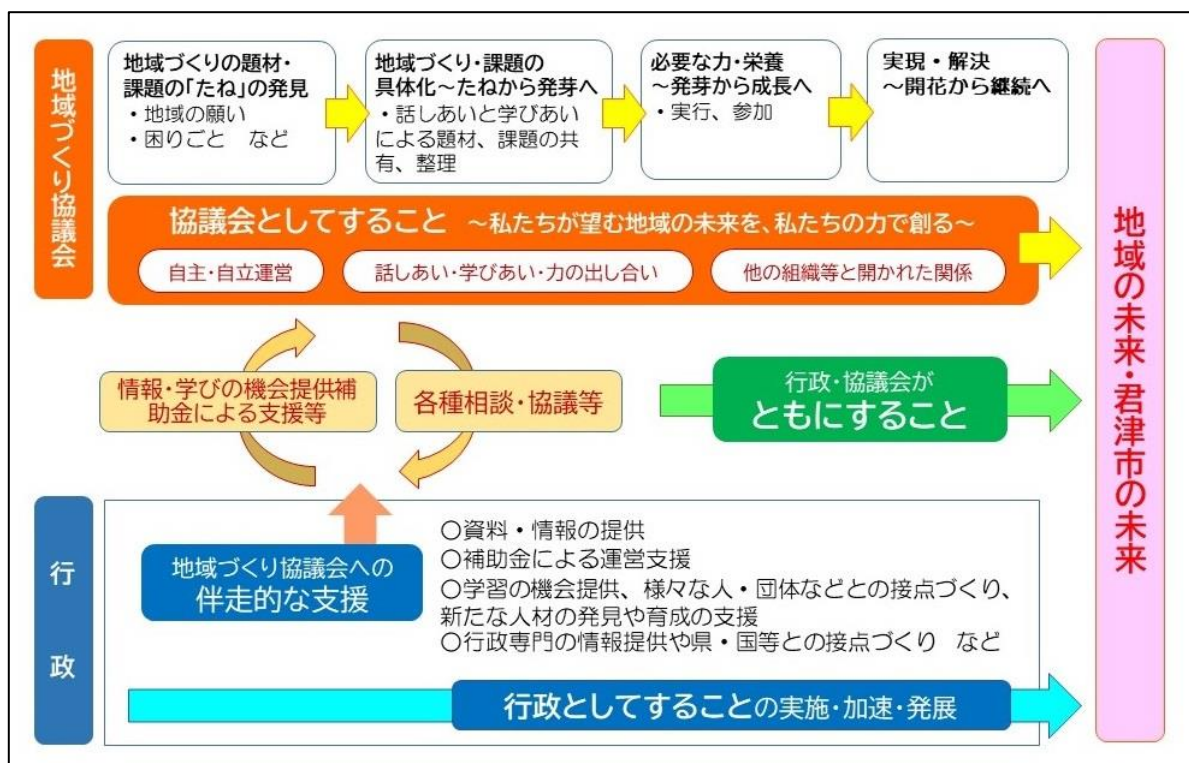 地域づくり協議会
地域づくりの題材・
課題の「たね」の発見
・地域の願い
・困りごと　など
地域づくり・課題の
具体化～たねから発芽へ
・話しあいと学びあい
による題材、課題の共
有、整理
必要な力・栄養
～発芽から成長へ
・実行、参加
実現・解決
～開花から継続へ
協議会としてすること　～私たちが望む地域の未来を、私たちの力で創る～
自主・自立運営
話しあい・学びあい・力の出し合い
他の組織等と開かれた関係
情報・学びの機会提供補
助金による支援等
各種相談・協議等
行政・協議会が
ともにすること
地域の未来・君津市の未来
行政
地域づくり協議会への
伴走的な支援
○資料・情報の提供
○補助金による運営支援
○学習の機会提供、様々な人・団体などとの接点づくり、
新たな人材の発見や育成の支援
○行政専門の情報提供や県・国等との接点づくり　など
行政としてすることの実施・加速・発展